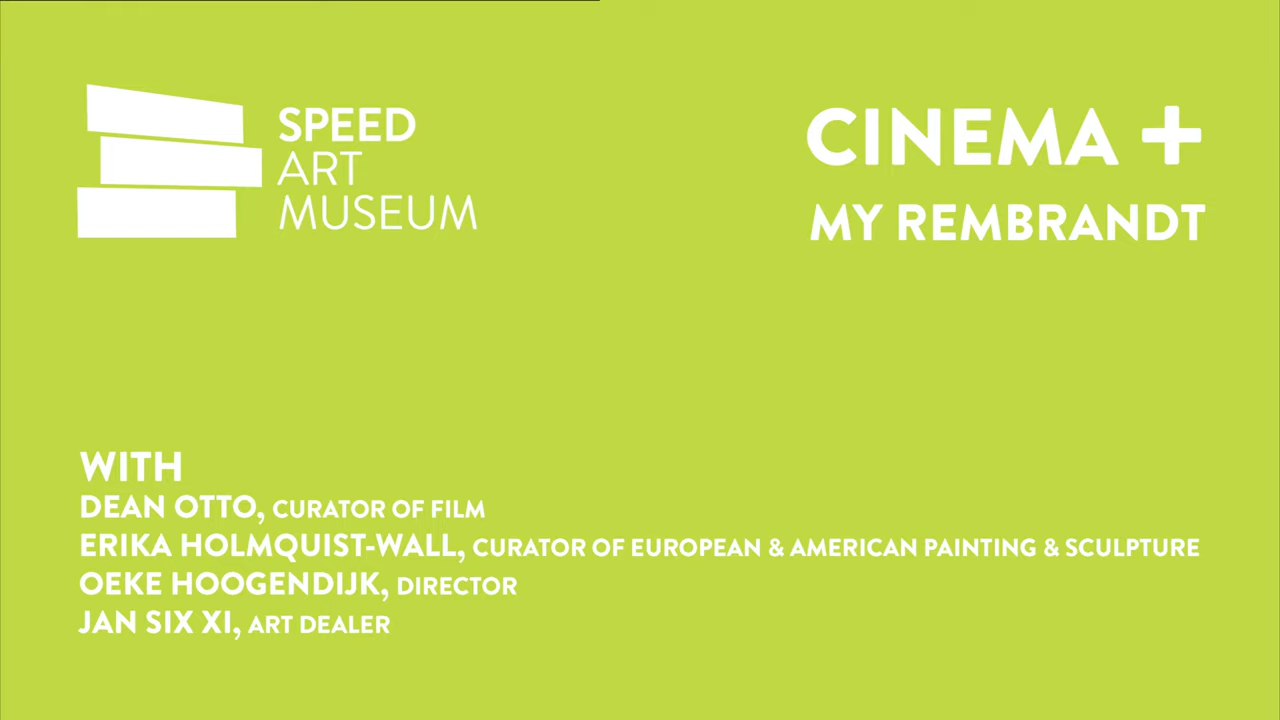 SPEED
ART
MUSEUM
CINEMA +
MY REMBRANDT
WITH
DEAN OTTO, CURATOR OF FILM
ERIKA HOLMQUIST-WALL, CURATOR OF EUROPEAN & AMERICAN PAINTING & SCULPTURE
OEKE HOOGENDIJK, DIRECTOR
JAN SIX XI, ART DEALER